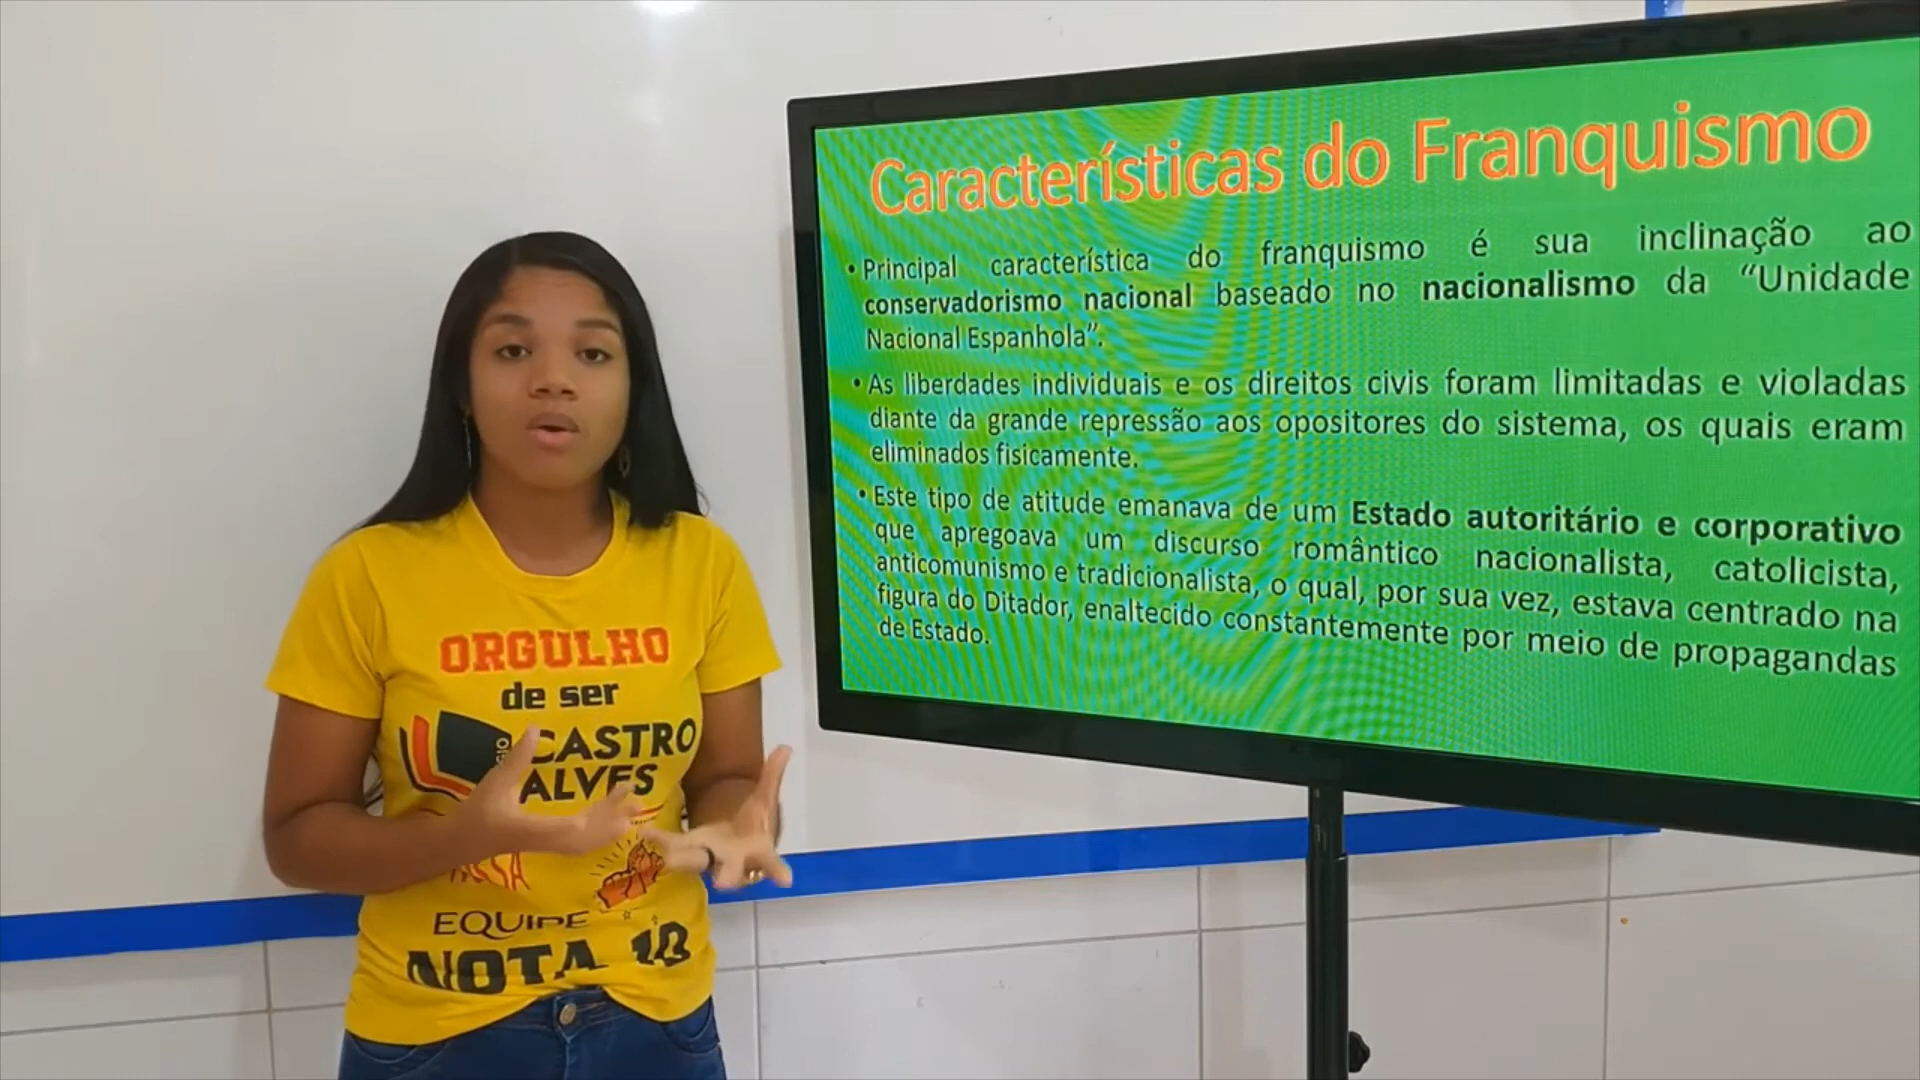 Características do Franquismo
• Principal característica do franquismo é sua inclinação ao
conservadorismo nacional baseado no nacionalismo da “Unidade
Nacional Espanhola”.
• As liberdades individuais e os direitos civis foram limitadas e violadas
diante da grande repressão aos opositores do sistema, os quais eram
eliminados fisicamente.
• Este tipo de atitude emanava de um Estado autoritário e corporativo
que apregoava um discurso romântico nacionalista, catolicista,
anticomunismo e tradicionalista, o qual, por sua vez, estava centrado na
figura do Ditador, enaltecido constantemente por meio de propagandas
de Estado.
ORGULHO
de ser
CASTRO
ALVES
EQUIPE
NOTA 10